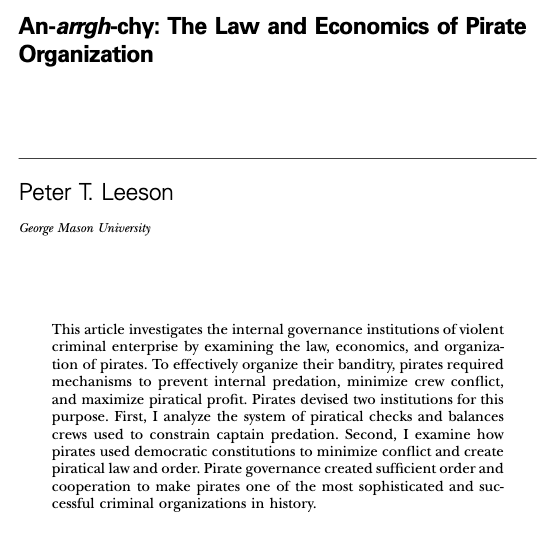 An-arrgh-chy: The Law and Economics of Pirate
Organization
Peter T. Leeson
George Mason University
This article investigates the internal governance institutions of violent
criminal enterprise by examining the law, economics, and organiza-
tion of pirates. To effectively organize their banditry, pirates required
mechanisms to prevent internal predation, minimize crew conflict,
and maximize piratical profit. Pirates devised two institutions for this
purpose. First, I analyze the system of piratical checks and balances
crews used to constrain captain predation. Second, I examine how
pirates used democratic constitutions to minimize conflict and create
piratical law and order. Pirate governance created sufficient order and
cooperation to make pirates one of the most sophisticated and suc-
cessful criminal organizations in history.